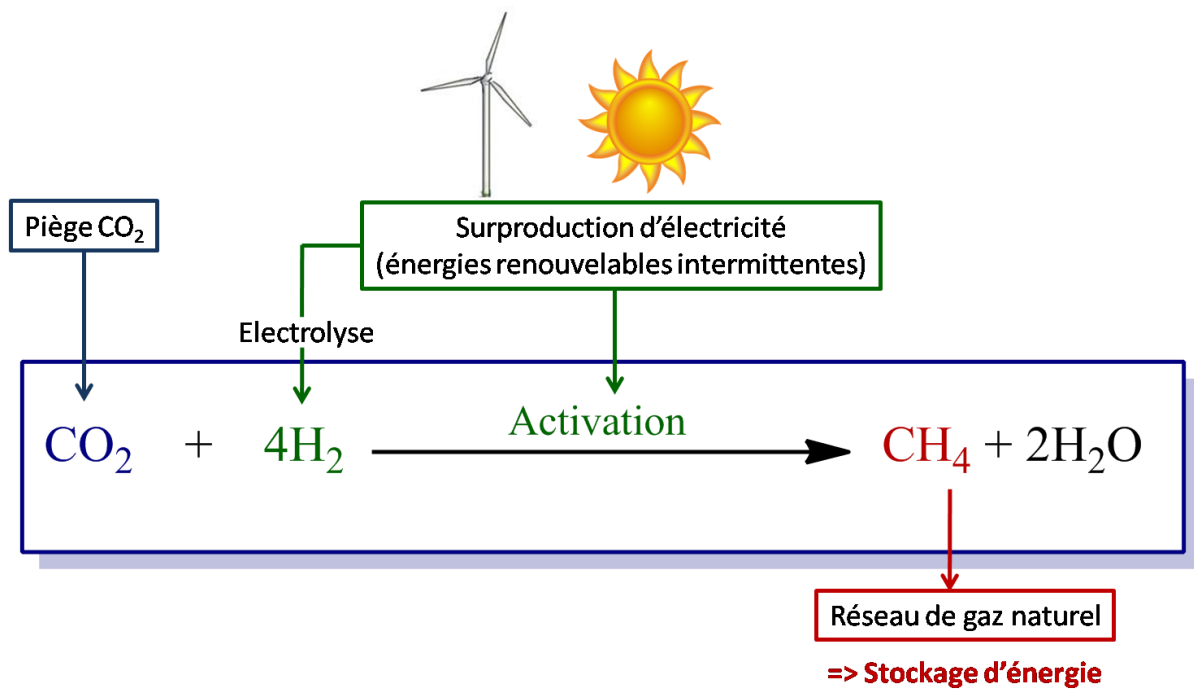 Piège CO₂
Surproduction d'électricité
(énergies renouvelables intermittentes)
Electrolyse
CO₂ + 4H₂ Activation CH₄ + 2H₂O
Réseau de gaz naturel
=> Stockage d'énergie